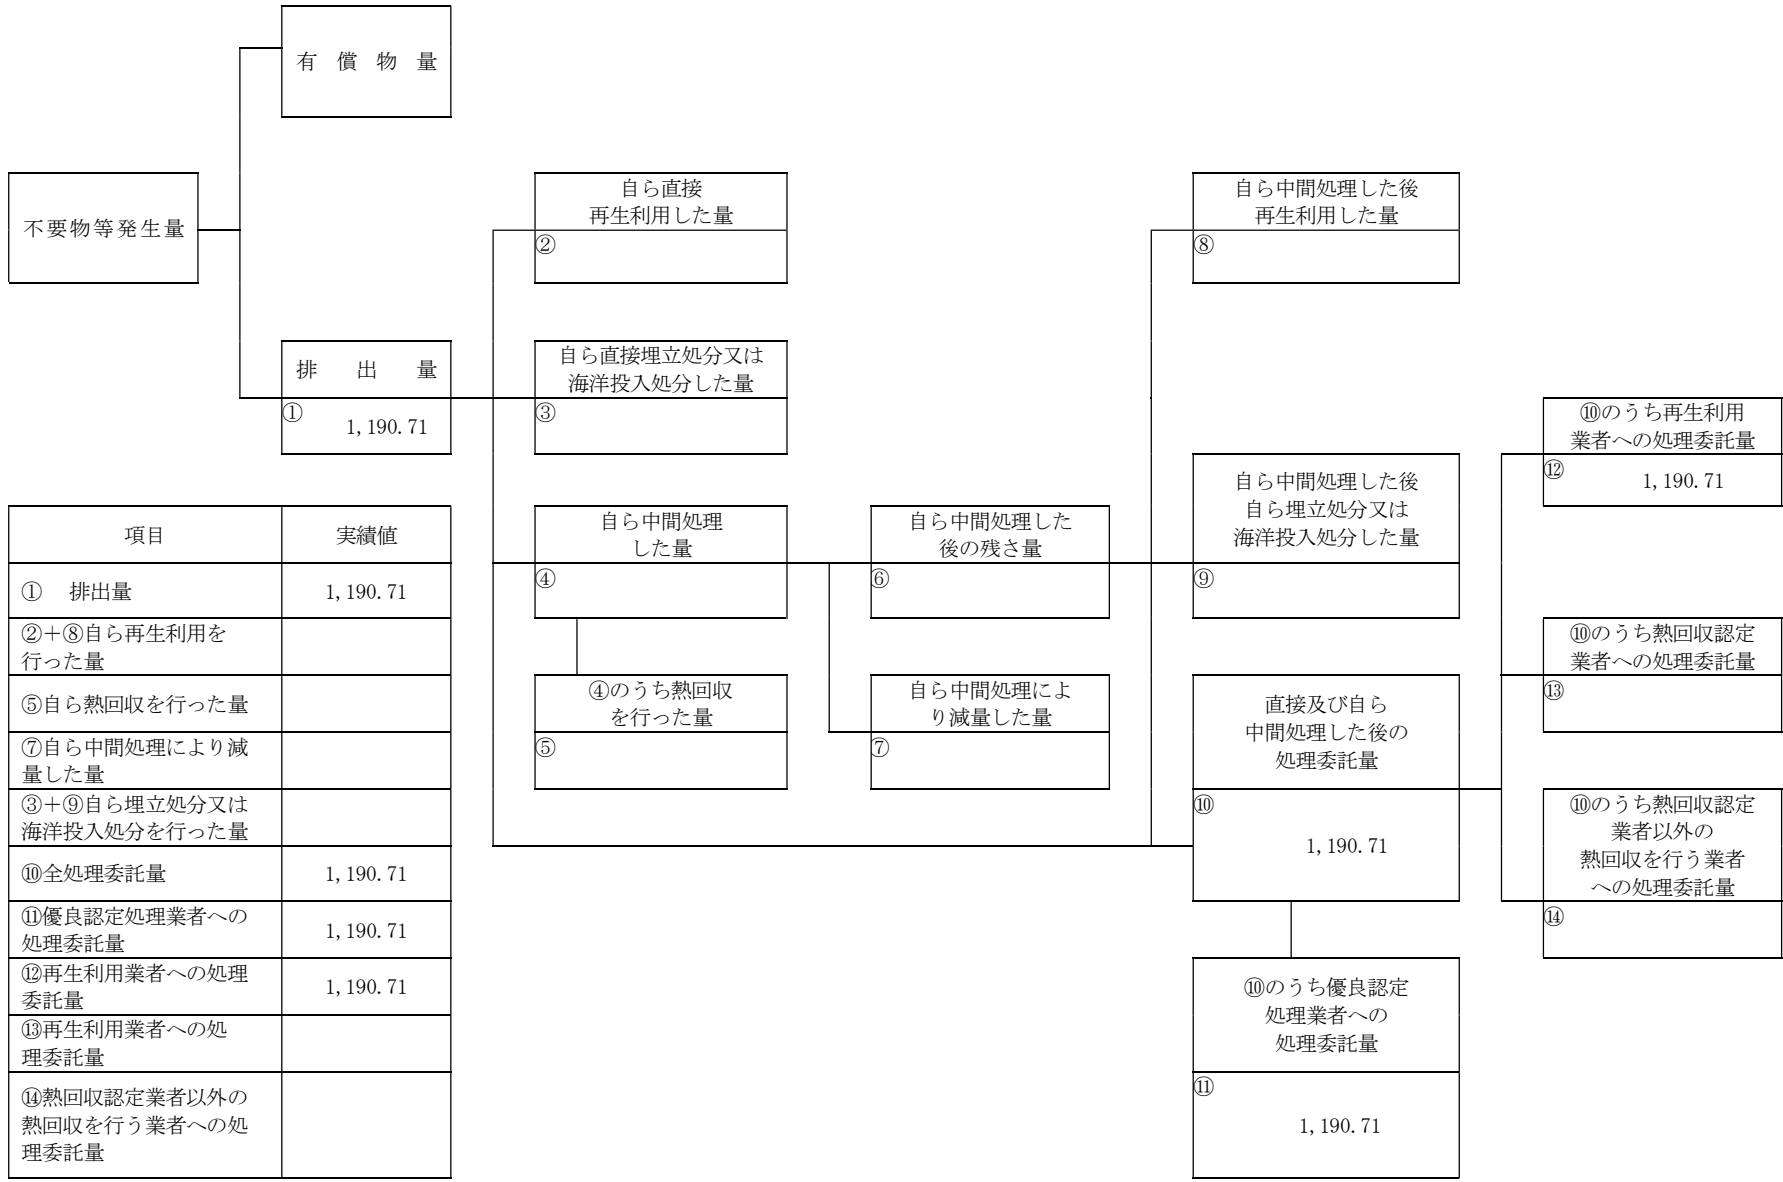 有償物量
不要物等発生量
自ら直接
再生利用した量
②
自ら中間処理した後
再生利用した量
⑧
排出量
①
1,190.71
自ら直接埋立処分又は
海洋投入処分した量
③
⑩のうち再生利用
業者への処理委託量
⑫
1,190.71
自ら中間処理
した量
④
自ら中間処理した
後の残さ量
⑥
自ら中間処理した後
自ら埋立処分又は
海洋投入処分した量
⑨
⑩のうち熱回収認定
業者への処理委託量
⑬
④のうち熱回収
を行った量
⑤
自ら中間処理によ
り減量した量
⑦
直接及び自ら
中間処理した後の
処理委託量
⑩
1,190.71
⑩のうち熱回収認定
業者以外の
熱回収を行う業者
への処理委託量
⑭
⑩のうち優良認定
処理業者への
処理委託量
⑪
1,190.71
項目 実績値
① 排出量 1,190.71
②+⑧自ら再生利用を
行った量
⑤自ら熱回収を行った量
⑦自ら中間処理により減
量した量
③+⑨自ら埋立処分又は
海洋投入処分を行った量
⑩全処理委託量 1,190.71
⑪優良認定処理業者への
処理委託量
1,190.71
⑫再生利用業者への処理
委託量
1,190.71
⑬再生利用業者への処
理委託量
⑭熱回収認定業者以外の
熱回収を行う業者への処
理委託量